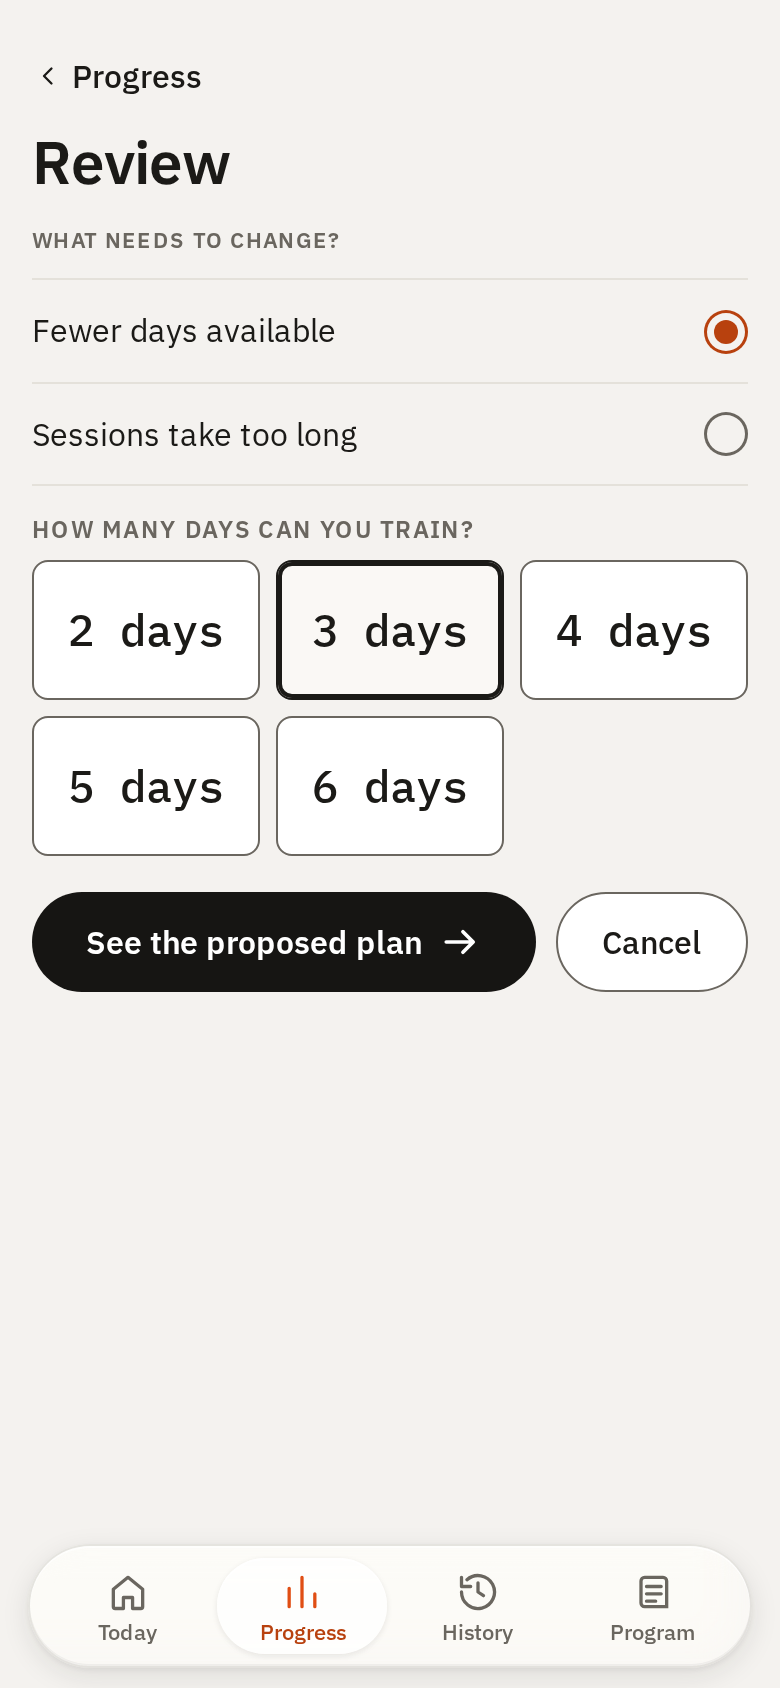 Progress
Review
WHAT NEEDS TO CHANGE?
Fewer days available
Sessions take too long
HOW MANY DAYS CAN YOU TRAIN?
2 days
3 days
4 days
5 days
6 days
See the proposed plan →
Cancel
Today
Progress
History
Program